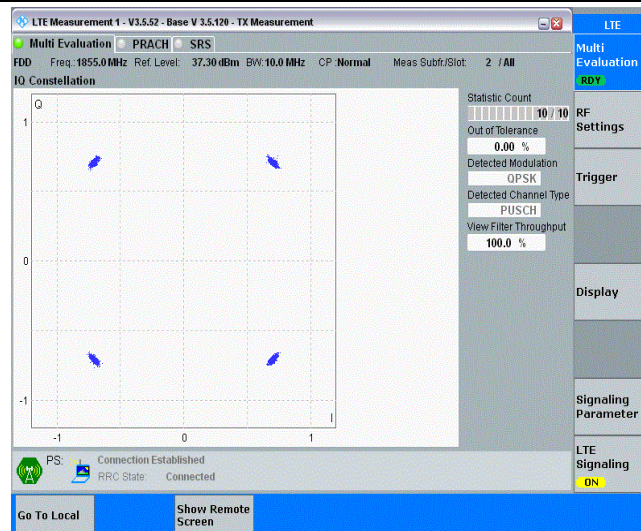 LTE Measurement 1 - V3.5.52 - Base V 3.5.120 - TX Measurement
LTE
Multi Evaluation PRACH SRS
Multi
Evaluation
RDY
FDD Freq.: 1855.0 MHz Ref. Level: 37.30 dBm BW: 10.0 MHz CP : Normal Meas Subfr./Slot: 2 / All
IQ Constellation
Q
1
0
-1
-1 0 1
I
Statistic Count
10 / 10
Out of Tolerance
0.00 %
Detected Modulation
QPSK
Detected Channel Type
PUSCH
View Filter Throughput
100.0 %
RF
Settings
Trigger
Display
Signaling
Parameter
LTE
Signaling
ON
PS: Connection Established
RRC State: Connected
Go To Local
Show Remote
Screen